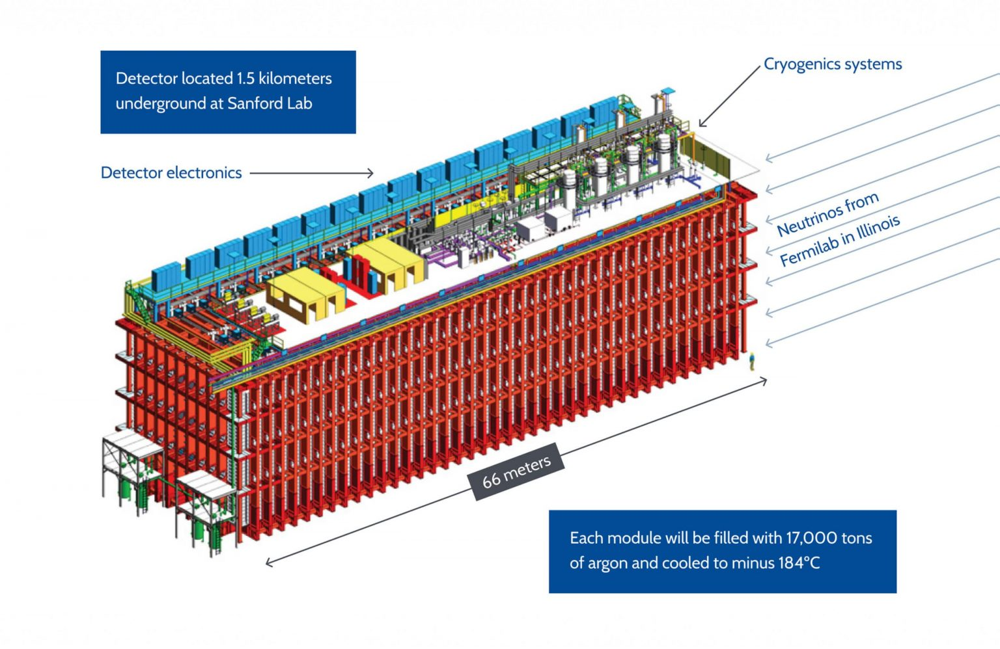 Detector located 1.5 kilometers
underground at Sanford Lab
Cryogenics systems
Detector electronics
Neutrinos from
Fermilab in Illinois
66 meters
Each module will be filled with 17,000 tons
of argon and cooled to minus 184ºC